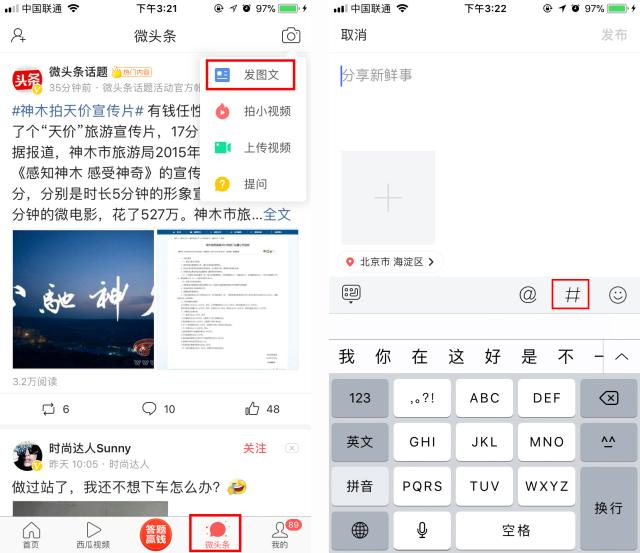 中国联通
下午3:21
97%
微头条
头条
微头条话题
热门内容
35分钟前・微头条话题活动官方帐
#神木拍天价宣传片# 有钱任性
了个“天价”旅游宣传片，17分
据报道，神木市旅游局2015年
《感知神木 感受神奇》的宣传
分，分别是时长5分钟的形象宣
分钟的微电影，花了527万。神木市旅...全文
发图文
拍小视频
上传视频
提问
3.2万阅读
6
10
48
时尚达人Sunny
昨天 10:05・时尚达人
关注
做过站了，我还不想下车怎么办？
首页
西瓜视频
答题
赢钱
微头条
89
我的
中国联通
下午3:22
97%
取消
发布
分享新鲜事
北京市 海淀区
@
#
我 你 在 这 好 是 不 一
123
,。?!
ABC
DEF
英文
GHI
JKL
MNO
^^
拼音
PQRS
TUV
WXYZ
换行
空格